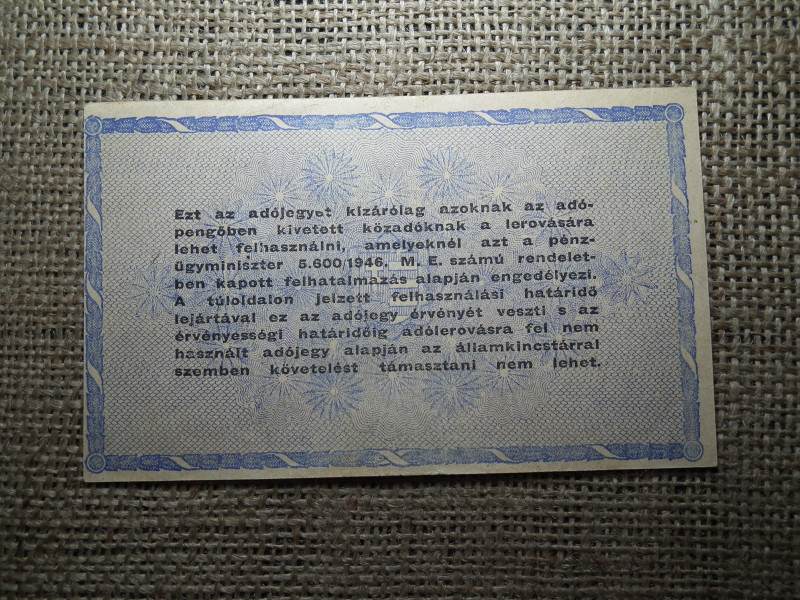 Ezt az adójegyet kizárólag azoknak az adó-
pengőben kivetett közadóknak a lerovására
lehet felhasználni, amelyeknél azt a pénz-
ügyminiszter 5.600/1946. M. E. számú rendelet-
ben kapott felhatalmazás alapján engedélyezi.
A túloldalon jelzett felhasználási határidő
lejártával ez az adójegy érvényét veszti s az
érvényességi határidőig adólerovásra fel nem
használt adójegy alapján az államkincstárral
szemben követelést támasztani nem lehet.